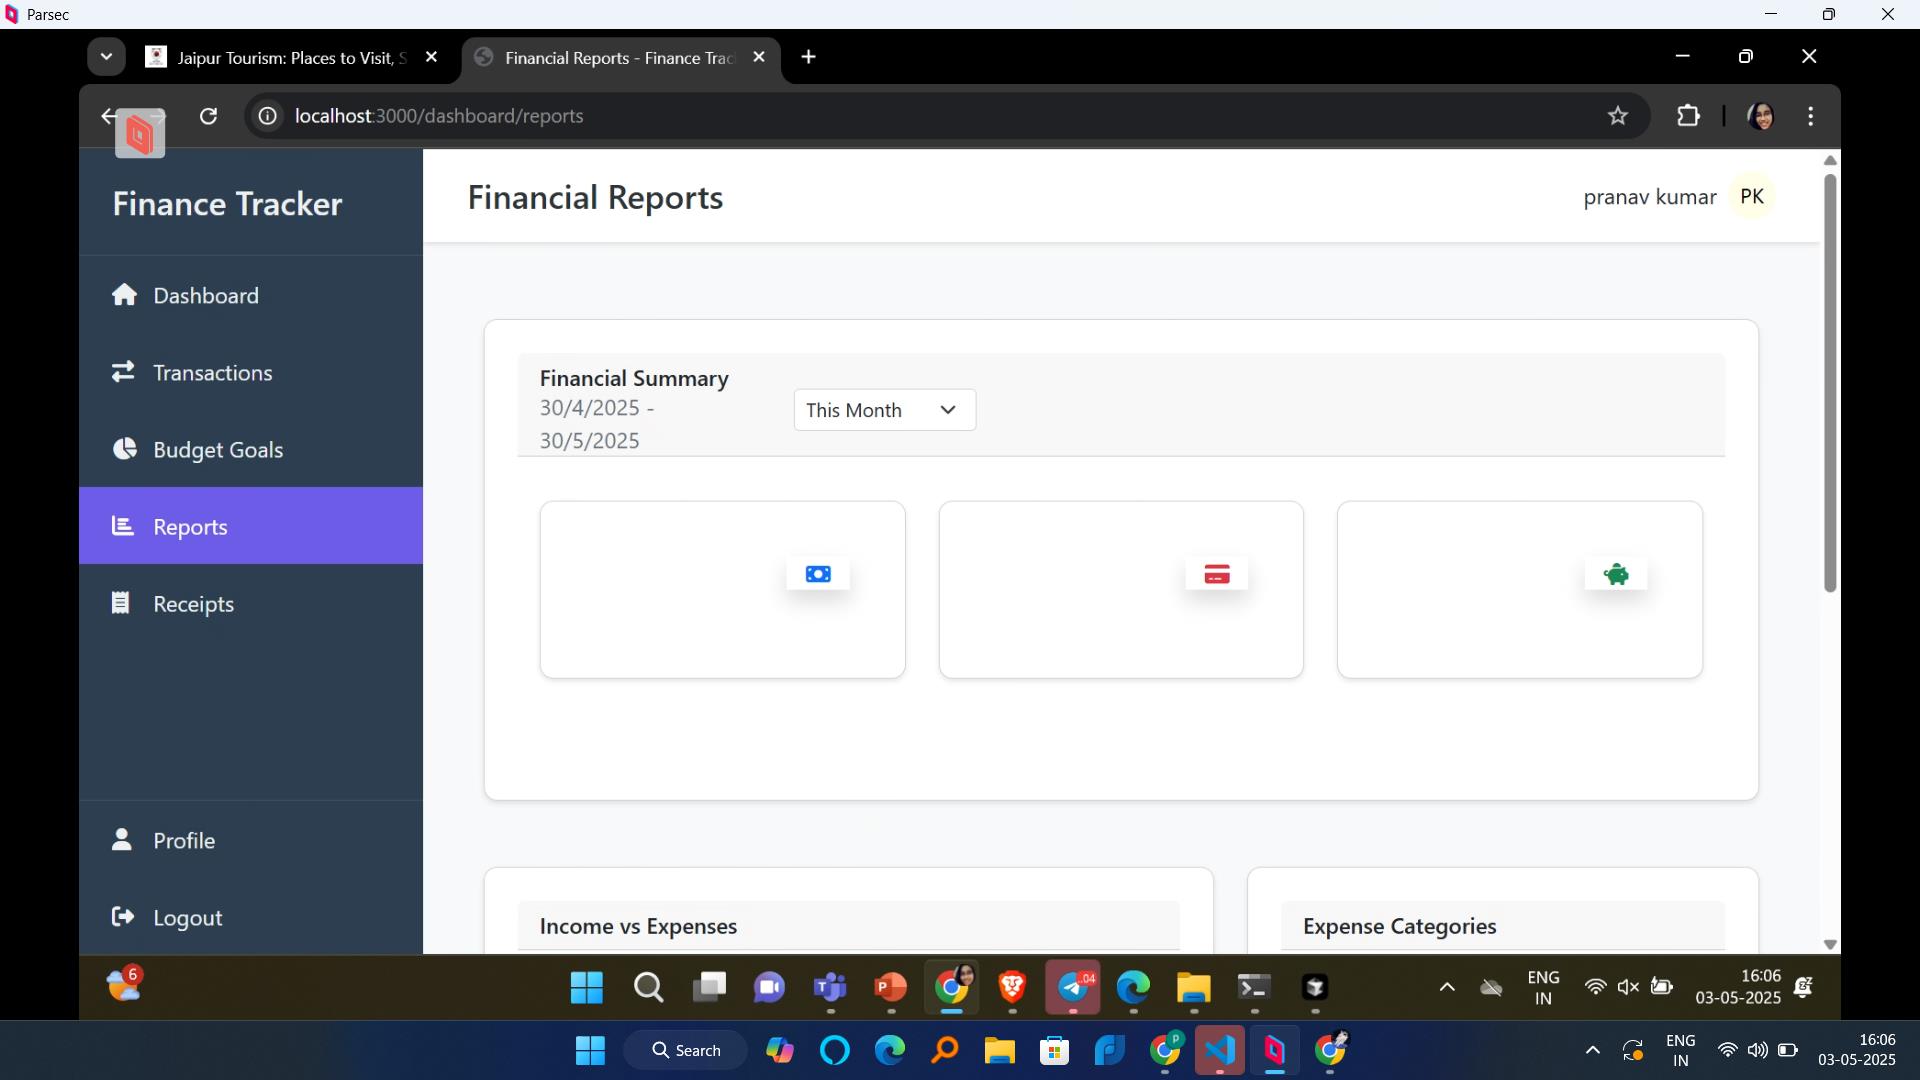 Parsec
Jaipur Tourism: Places to Visit, S
Financial Reports - Finance Trac
localhost:3000/dashboard/reports
Finance Tracker
Financial Reports
pranav kumar PK
Dashboard
Transactions
Budget Goals
Reports
Receipts
Profile
Logout
Financial Summary
30/4/2025 -
30/5/2025
This Month
Income vs Expenses
Expense Categories
6
.04
ENG
IN
16:06
03-05-2025
Search
P
ENG
IN
16:06
03-05-2025